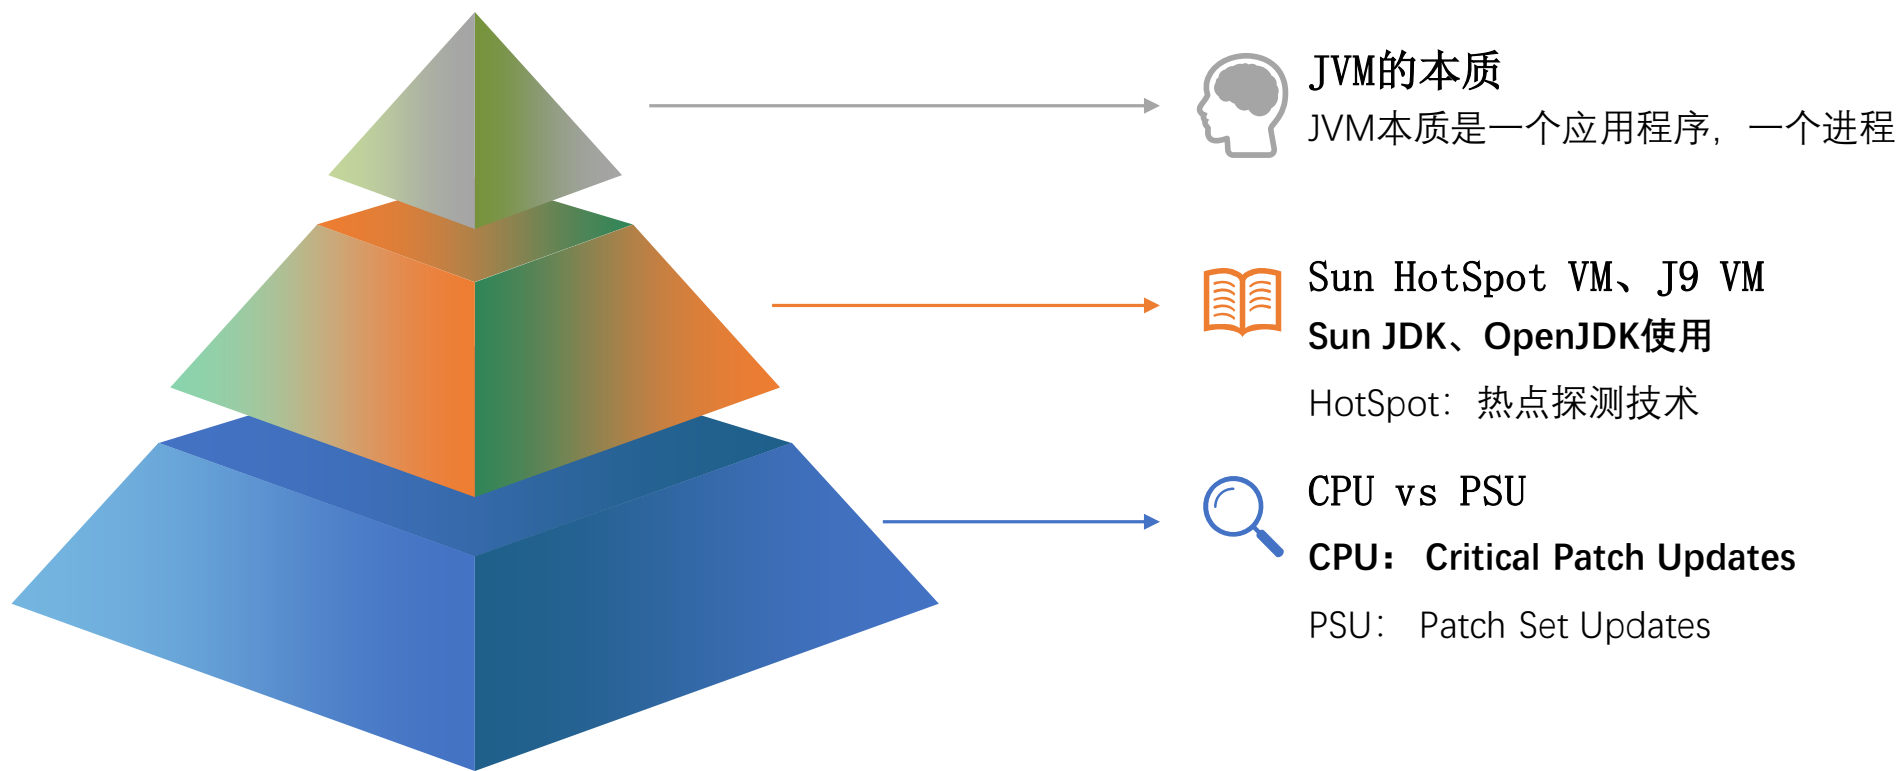 JVM的本质
JVM本质是一个应用程序，一个进程
Sun HotSpot VM、J9 VM
Sun JDK、OpenJDK使用
HotSpot：热点探测技术
CPU vs PSU
CPU： Critical Patch Updates
PSU： Patch Set Updates